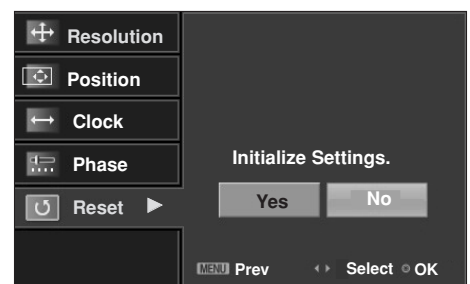 Resolution
Position
Clock
Phase
Reset
Initialize Settings.
Yes No
MENU Prev Select OK